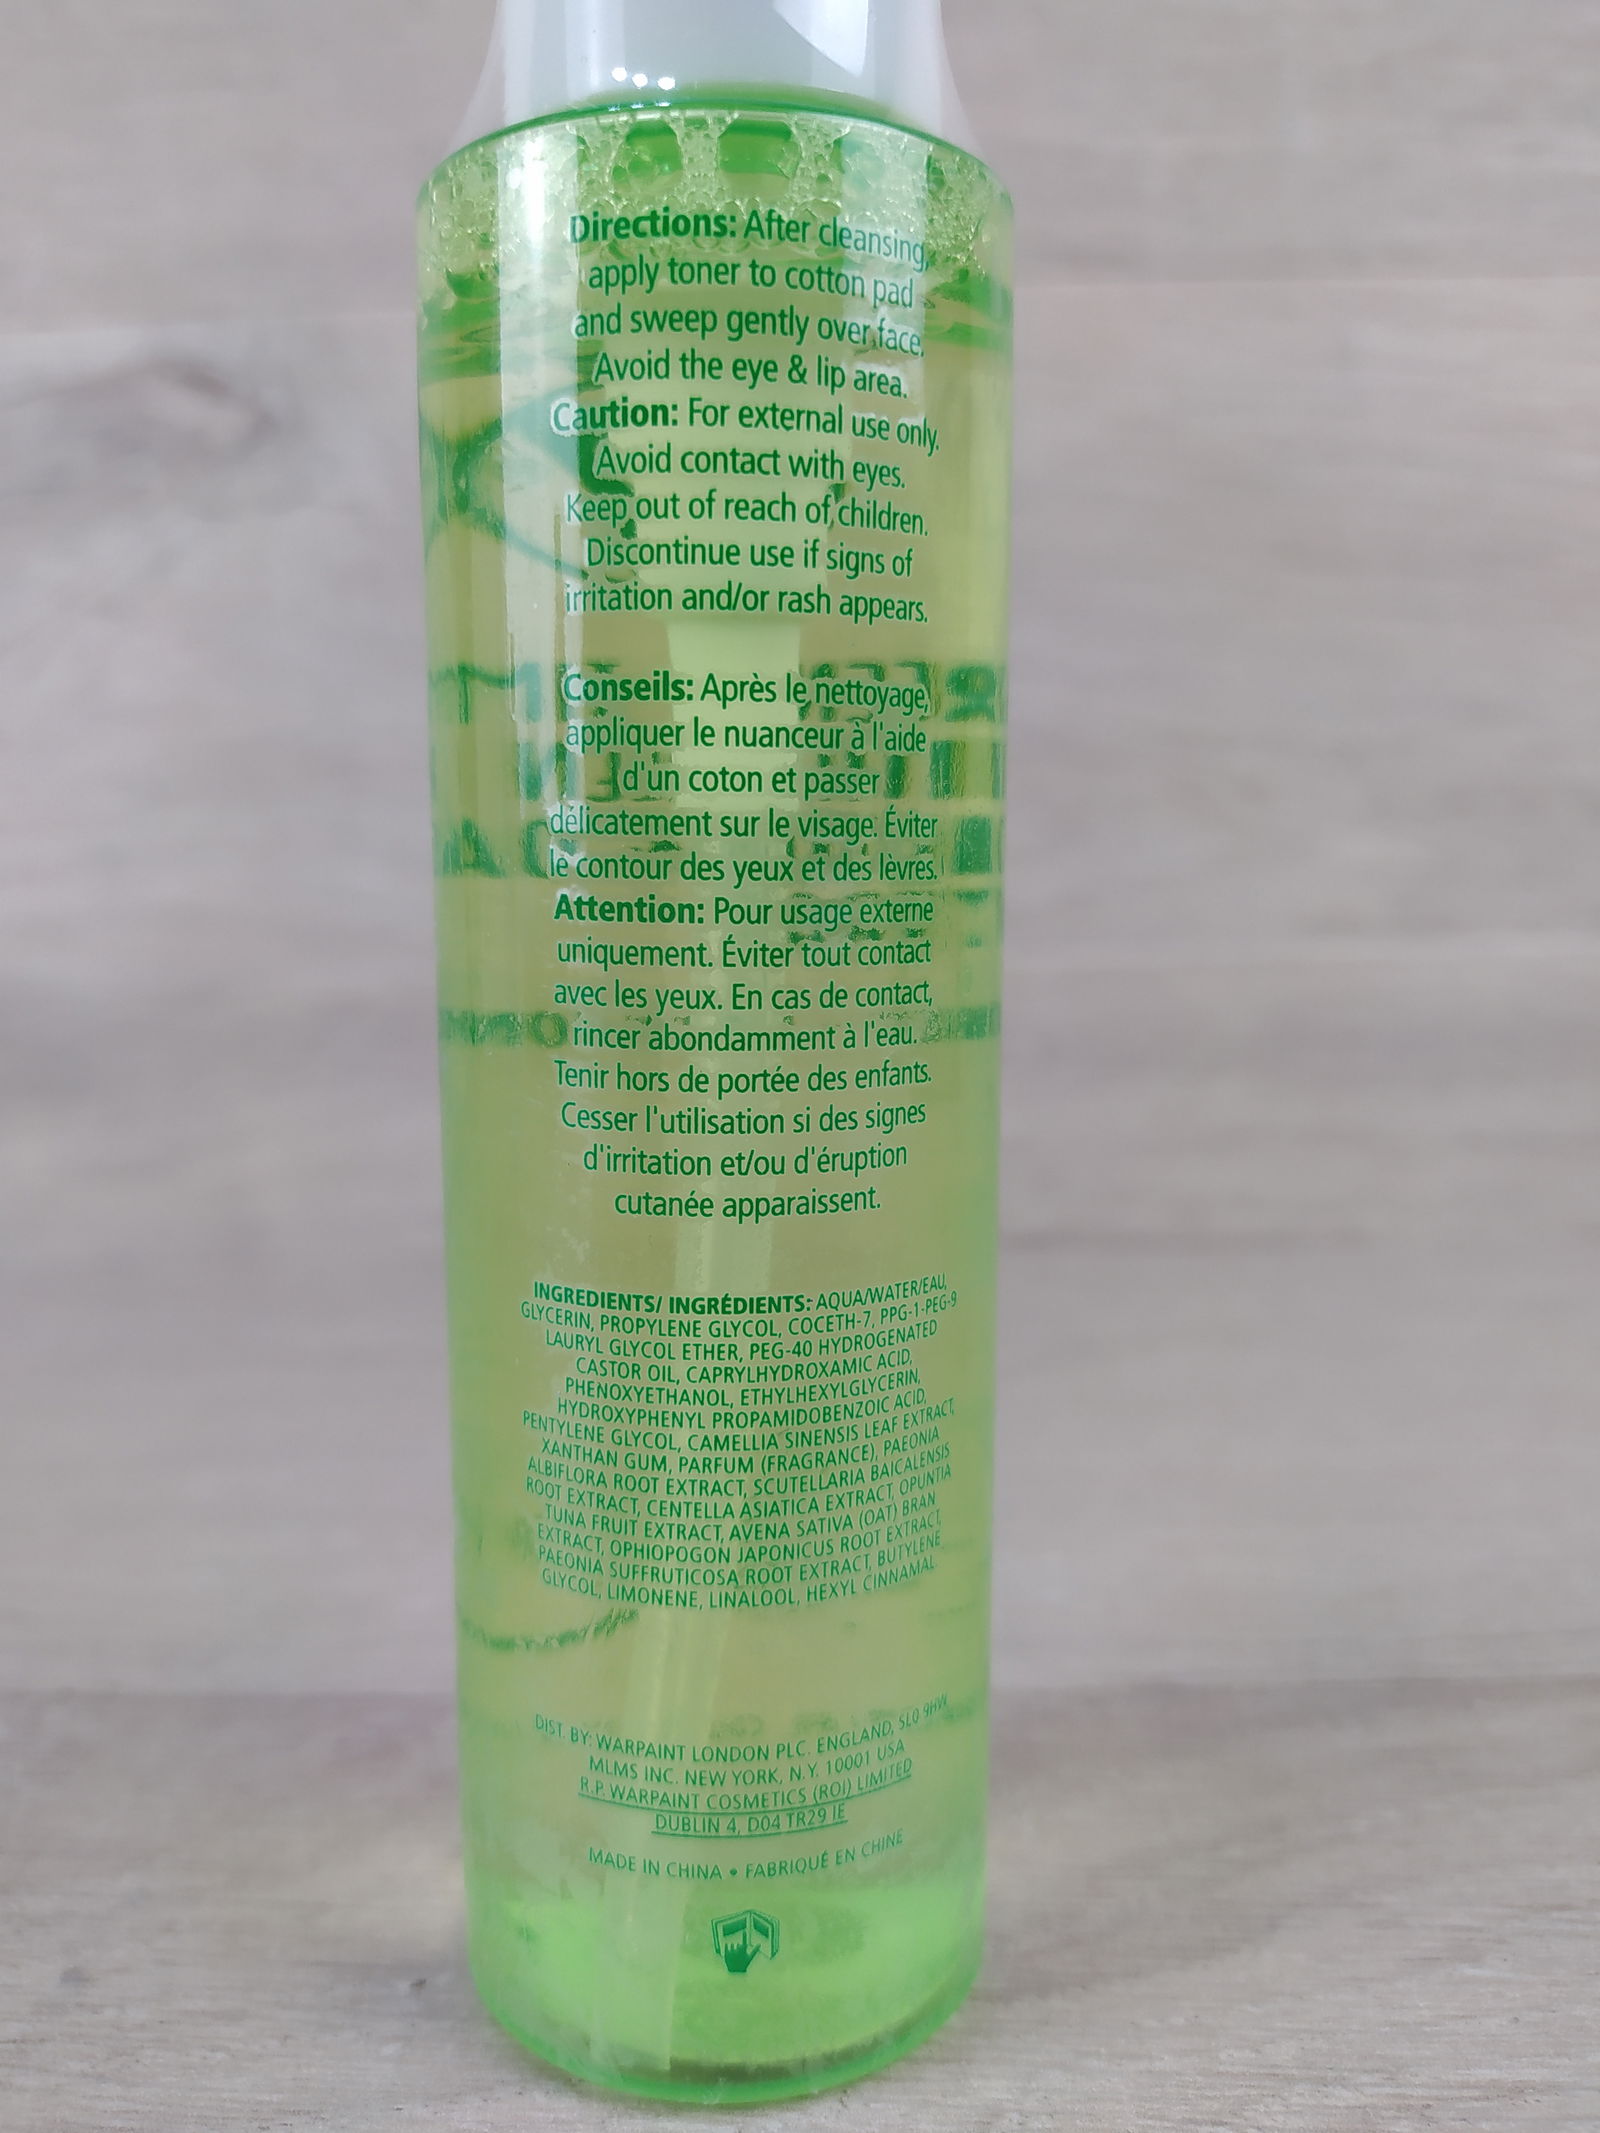 Directions: After cleansing,
apply toner to cotton pad
and sweep gently over face.
Avoid the eye & lip area.
Caution: For external use only.
Avoid contact with eyes.
Keep out of reach of children.
Discontinue use if signs of
irritation and/or rash appears.
Conseils: Après le nettoyage,
appliquer le nuanceur à l'aide
d'un coton et passer
délicatement sur le visage. Éviter
le contour des yeux et des lèvres.
Attention: Pour usage externe
uniquement. Éviter tout contact
avec les yeux. En cas de contact,
rincer abondamment à l'eau.
Tenir hors de portée des enfants.
Cesser l'utilisation si des signes
d'irritation et/ou d'éruption
cutanée apparaissent.
INGREDIENTS/ INGRÉDIENTS: AQUA/WATER/EAU,
GLYCERIN, PROPYLENE GLYCOL, COCETH-7, PPG-1-PEG-9
LAURYL GLYCOL ETHER, PEG-40 HYDROGENATED
CASTOR OIL, CAPRYLHYDROXAMIC ACID,
PHENOXYETHANOL, ETHYLHEXYLGLYCERIN,
HYDROXYPHENYL PROPAMIDOBENZOIC ACID,
PENTYLENE GLYCOL, CAMELLIA SINENSIS LEAF EXTRACT,
XANTHAN GUM, PARFUM (FRAGRANCE), PAEONIA
ALBIFLORA ROOT EXTRACT, SCUTELLARIA BAICALENSIS
ROOT EXTRACT, CENTELLA ASIATICA EXTRACT, OPUNTIA
TUNA FRUIT EXTRACT, AVENA SATIVA (OAT) BRAN
EXTRACT, OPHIOPOGON JAPONICUS ROOT EXTRACT,
PAEONIA SUFFRUTICOSA ROOT EXTRACT, BUTYLENE
GLYCOL, LIMONENE, LINALOOL, HEXYL CINNAMAL.
DIST. BY: WARPAINT LONDON PLC. ENGLAND, SL0 9HW
MLMS INC. NEW YORK, N.Y. 10001 USA
R.P. WARPAINT COSMETICS (ROI) LIMITED
DUBLIN 4, D04 TR29 IE
MADE IN CHINA • FABRIQUÉ EN CHINE